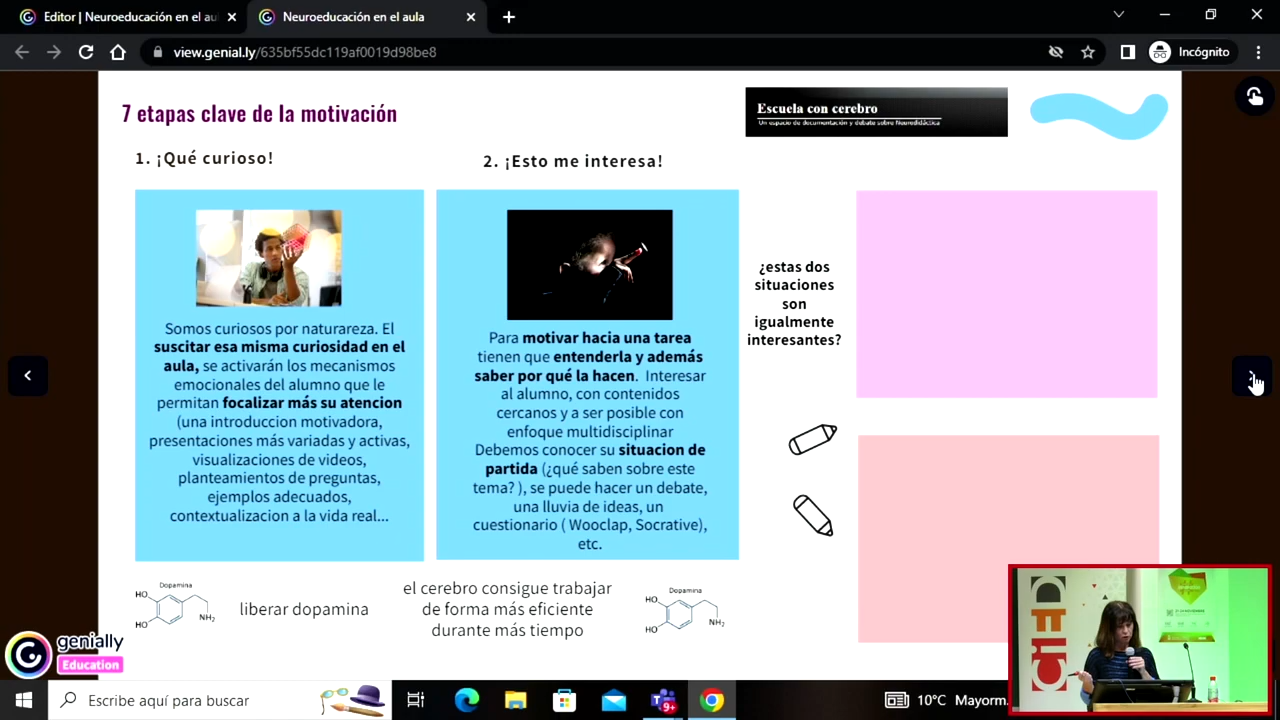 Editor | Neuroeducación en el au
Neuroeducación en el aula
view.genial.ly/635bf55dc119af0019d98be8
Incógnito
7 etapas clave de la motivación
Escuela con cerebro
Un espacio de documentación y debate sobre Neurodidáctica
1. ¡Qué curioso!
2. ¡Esto me interesa!
Somos curiosos por naturareza. El
suscitar esa misma curiosidad en el
aula, se activarán los mecanismos
emocionales del alumno que le
permitan focalizar más su atencion
(una introduccion motivadora,
presentaciones más variadas y activas,
visualizaciones de videos,
planteamientos de preguntas,
ejemplos adecuados,
contextualizacion a la vida real...
Para motivar hacia una tarea
tienen que entenderla y además
saber por qué la hacen. Interesar
al alumno, con contenidos
cercanos y a ser posible con
enfoque multidisciplinar
Debemos conocer su situacion de
partida (¿qué saben sobre este
tema? ), se puede hacer un debate,
una lluvia de ideas, un
cuestionario ( Wooclap, Socrative),
etc.
¿estas dos
situaciones
son
igualmente
interesantes?
Dopamina
HO
HO
NH2
liberar dopamina
el cerebro consigue trabajar
de forma más eficiente
durante más tiempo
Dopamina
HO
HO
NH2
genially
Education
Escribe aquí para buscar
9+
10°C Mayorm.